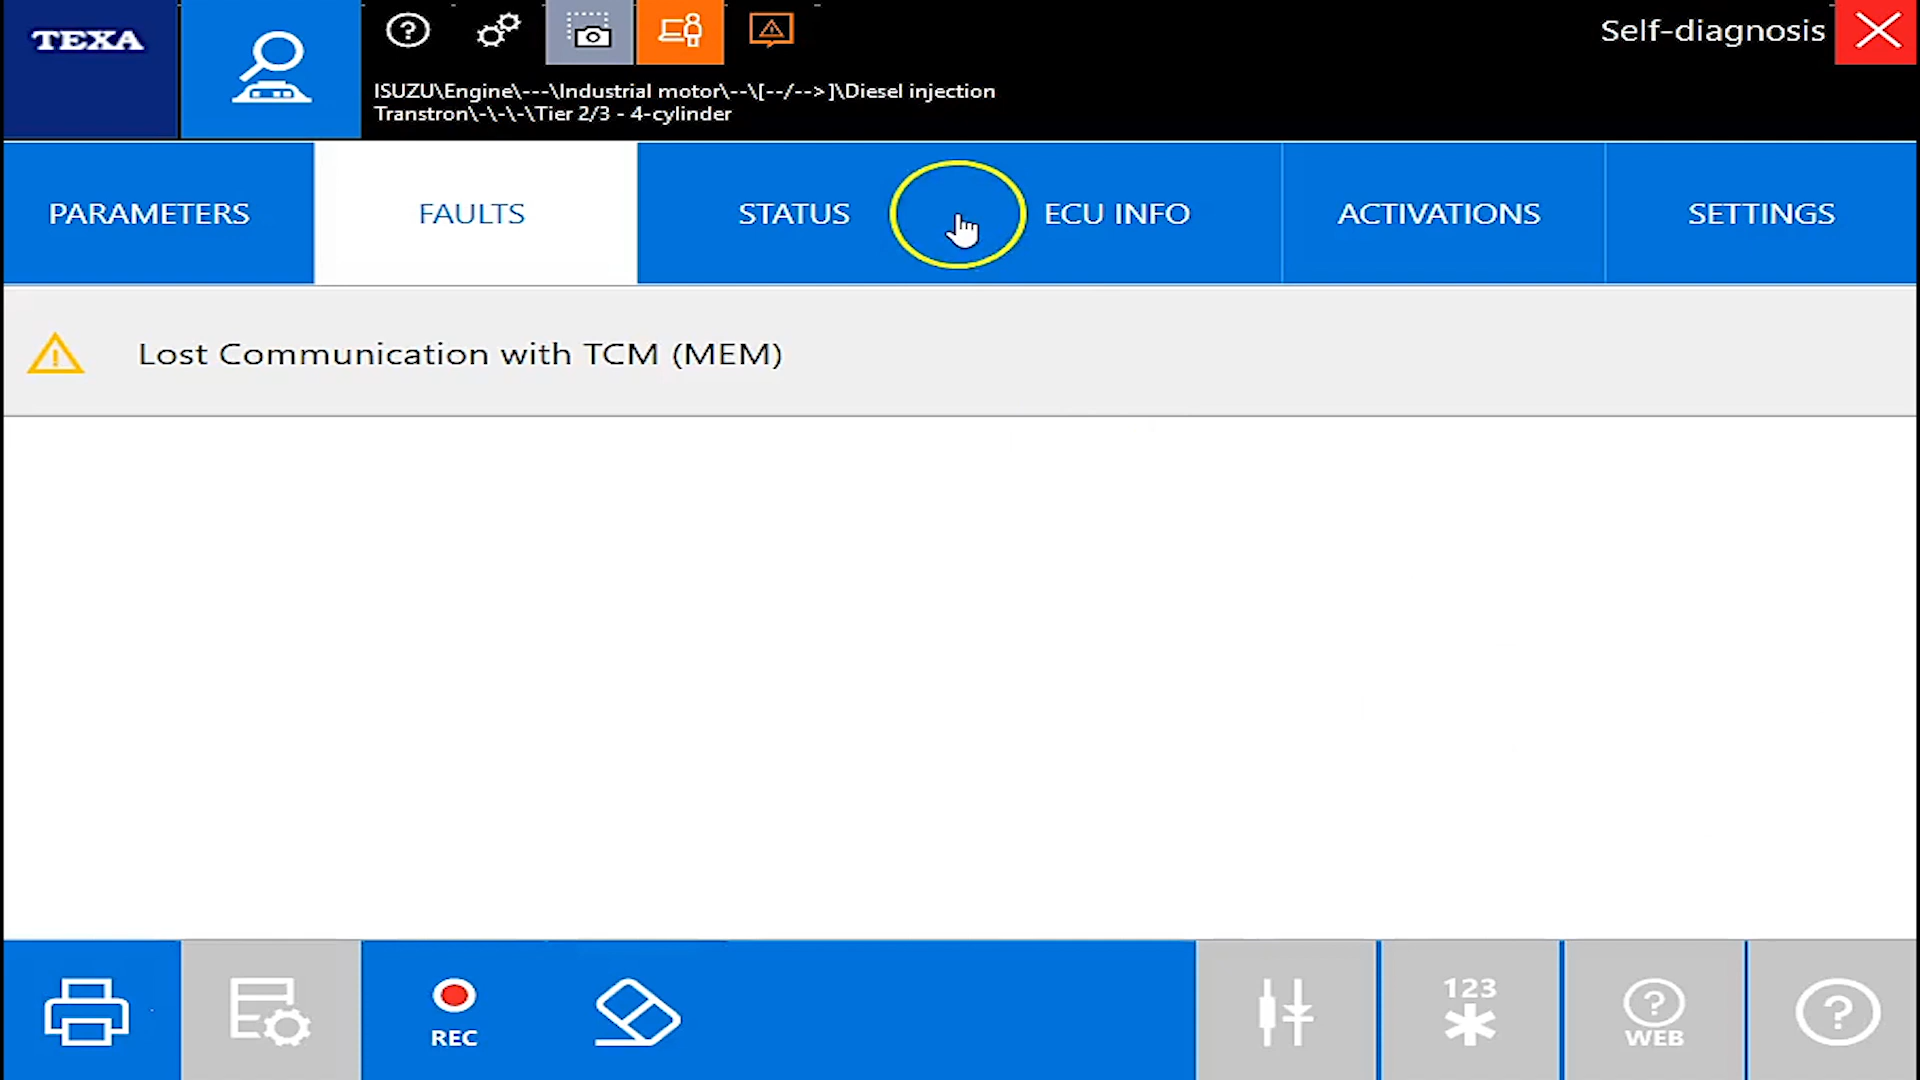 TEXA
Self-diagnosis
ISUZU\Engine\---\Industrial motor\--\[--/-->]\Diesel injection
Transtron\-\-\-\Tier 2/3 - 4-cylinder
PARAMETERS
FAULTS
STATUS
ECU INFO
ACTIVATIONS
SETTINGS
Lost Communication with TCM (MEM)
REC
123
WEB